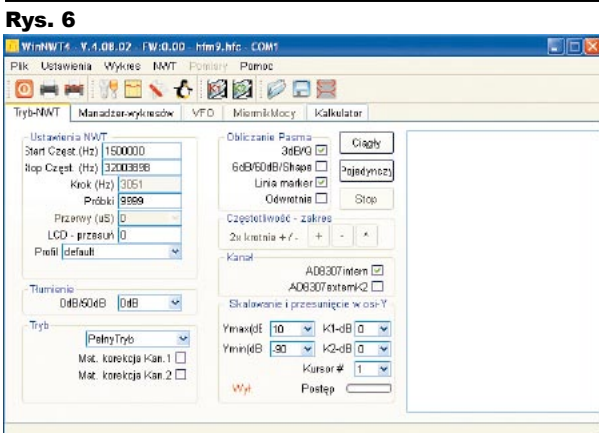 Rys. 6
WinNWT4 - V.4.08.02 - FW:0.00 - hfm9.hfc - COM1
Plik Ustawienia Wykres NWT Pomiary Pomoc
Tryb-NWT Manadżer-wykresów VFO MiernikMocy Kalkulator
Ustawienia NWT
Start Częst.(Hz) 1500000
Stop Częst. (Hz) 32003898
Krok (Hz) 3051
Próbki 9999
Przerwy (uS) 0
LCD - przesuń 0
Profil default
Tłumienie
0dB/50dB 0dB
Tryb
PełnyTryb
Mat. korekcja Kan.1
Mat. korekcja Kan.2
Obliczanie Pasma
3dB/Q
6dB/60dB/Shape
Linia marker
Odwrotnie
Ciągły
Pojedynczy
Stop
Częstotliwość - zakres
2x krotnie +/- + - ^
Kanał
AD8307intern
AD8307externK2
Skalowanie i przesunięcie w osi-Y
Ymax(dB 10 K1-dB 0
Ymin(dB -90 K2-dB 0
Kursor # 1
Wył Postęp